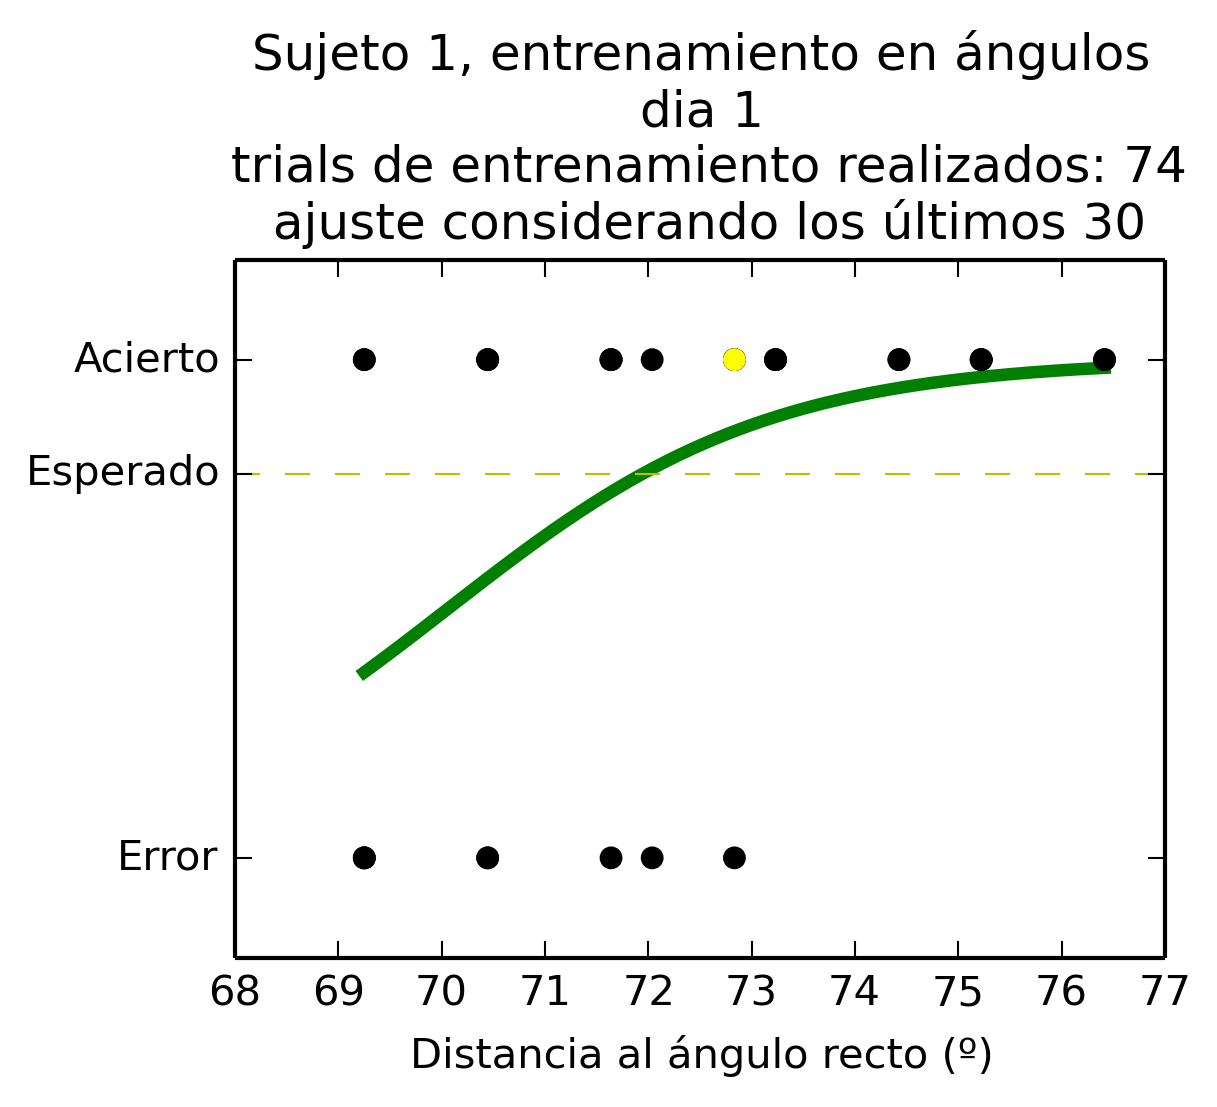 Sujeto 1, entrenamiento en ángulos
dia 1
trials de entrenamiento realizados: 74
ajuste considerando los últimos 30
Acierto
Esperado
Error
68 69 70 71 72 73 74 75 76 77
Distancia al ángulo recto (º)